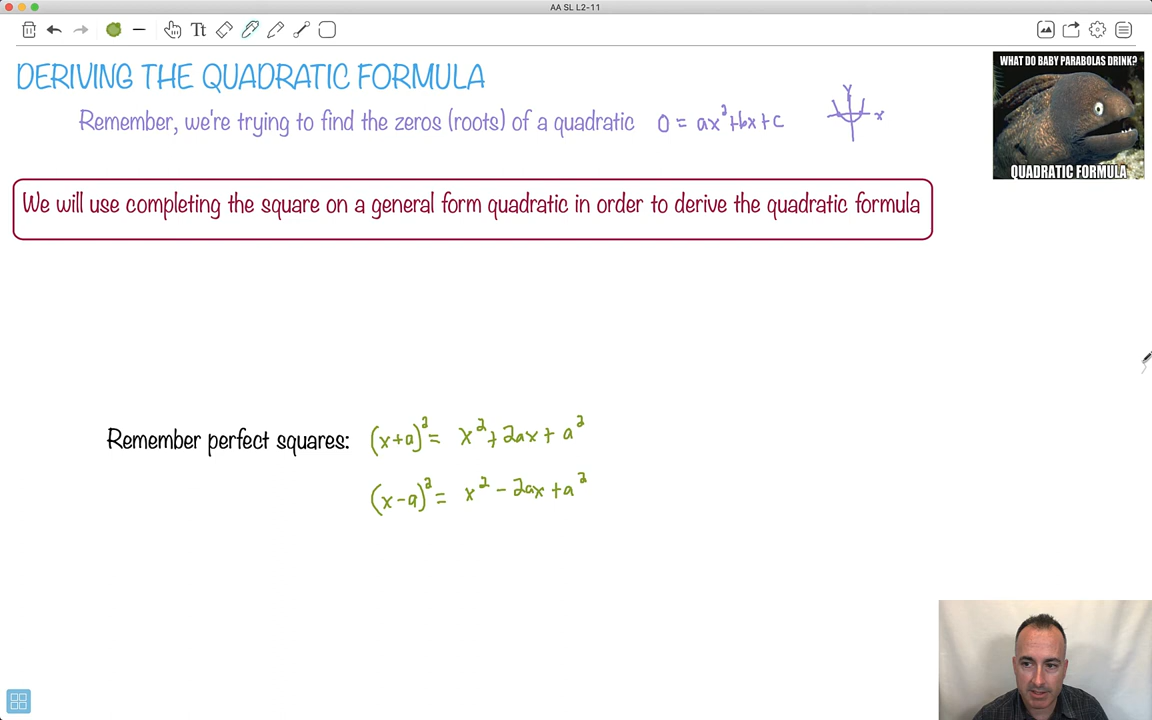 AA SL L2-11
Tt
DERIVING THE QUADRATIC FORMULA
Remember, we're trying to find the zeros (roots) of a quadratic 0 = ax²+bx+c
y
x
WHAT DO BABY PARABOLAS DRINK?
QUADRATIC FORMULA
We will use completing the square on a general form quadratic in order to derive the quadratic formula
Remember perfect squares: (x+a)² = x²+2ax+a²
(x-a)² = x²-2ax+a²